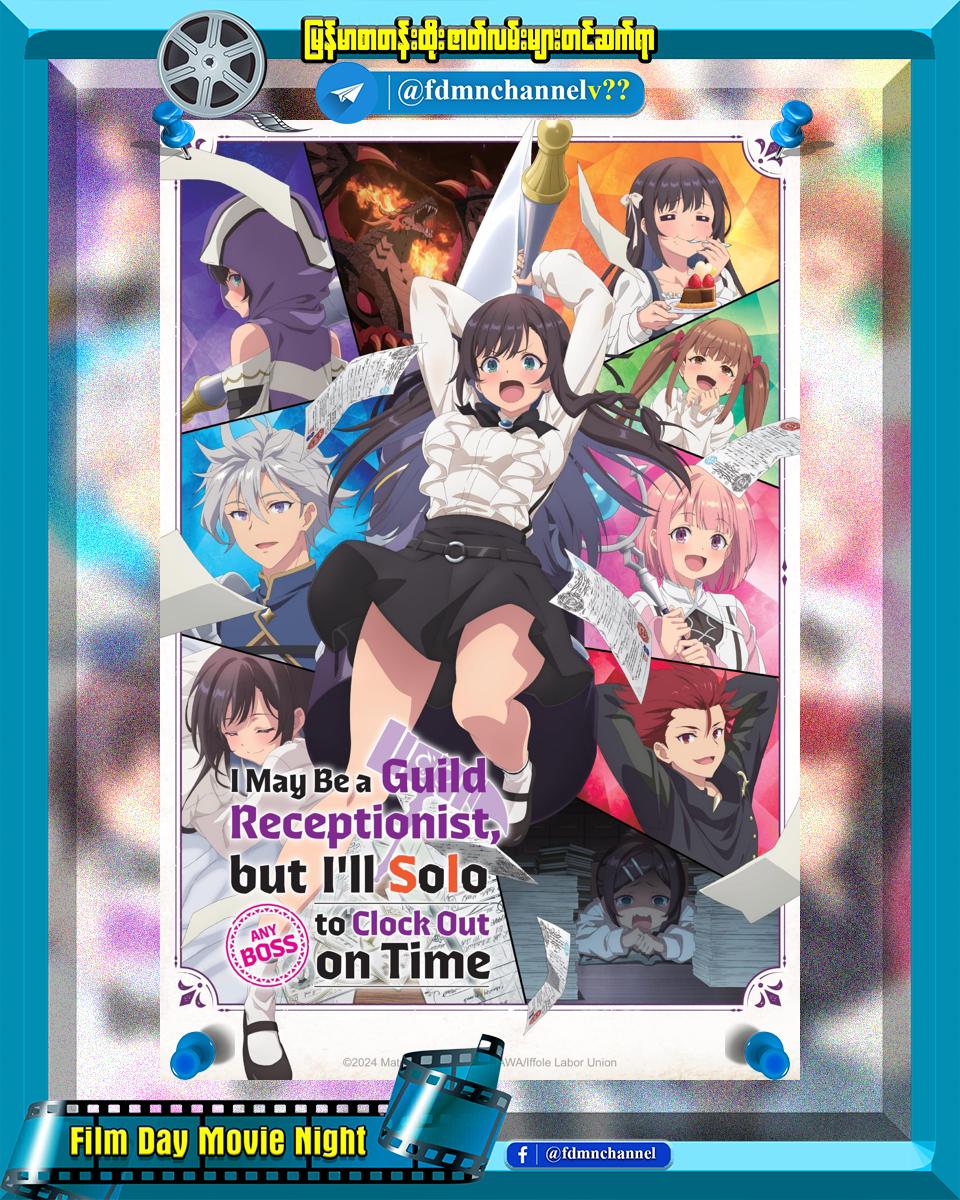 မြန်မာစာတန်းထိုးဇာတ်လမ်းများတင်ဆက်ရာ
@fdmnchannelv??
I May Be a Guild
Receptionist,
but I'll Solo
ANY
BOSS
to Clock Out
on Time
©2024 Mat
AWA/Iffole Labor Union
Film Day Movie Night
f @fdmnchannel